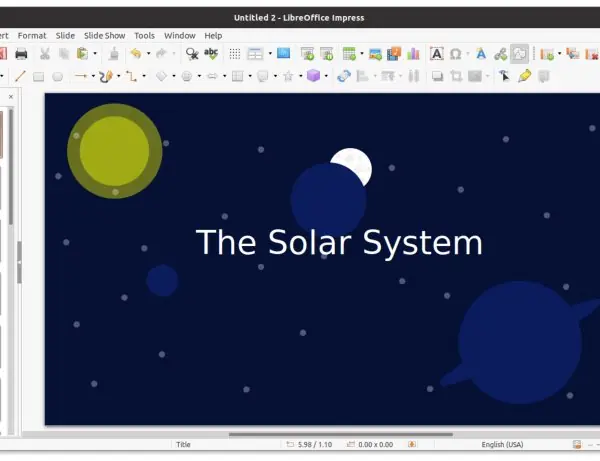 Untitled 2 - LibreOffice Impress
ert Format Slide Slide Show Tools Window Help
abc A Ω A
The Solar System
Title 5.98 / 1.10 0.00 x 0.00 English (USA)